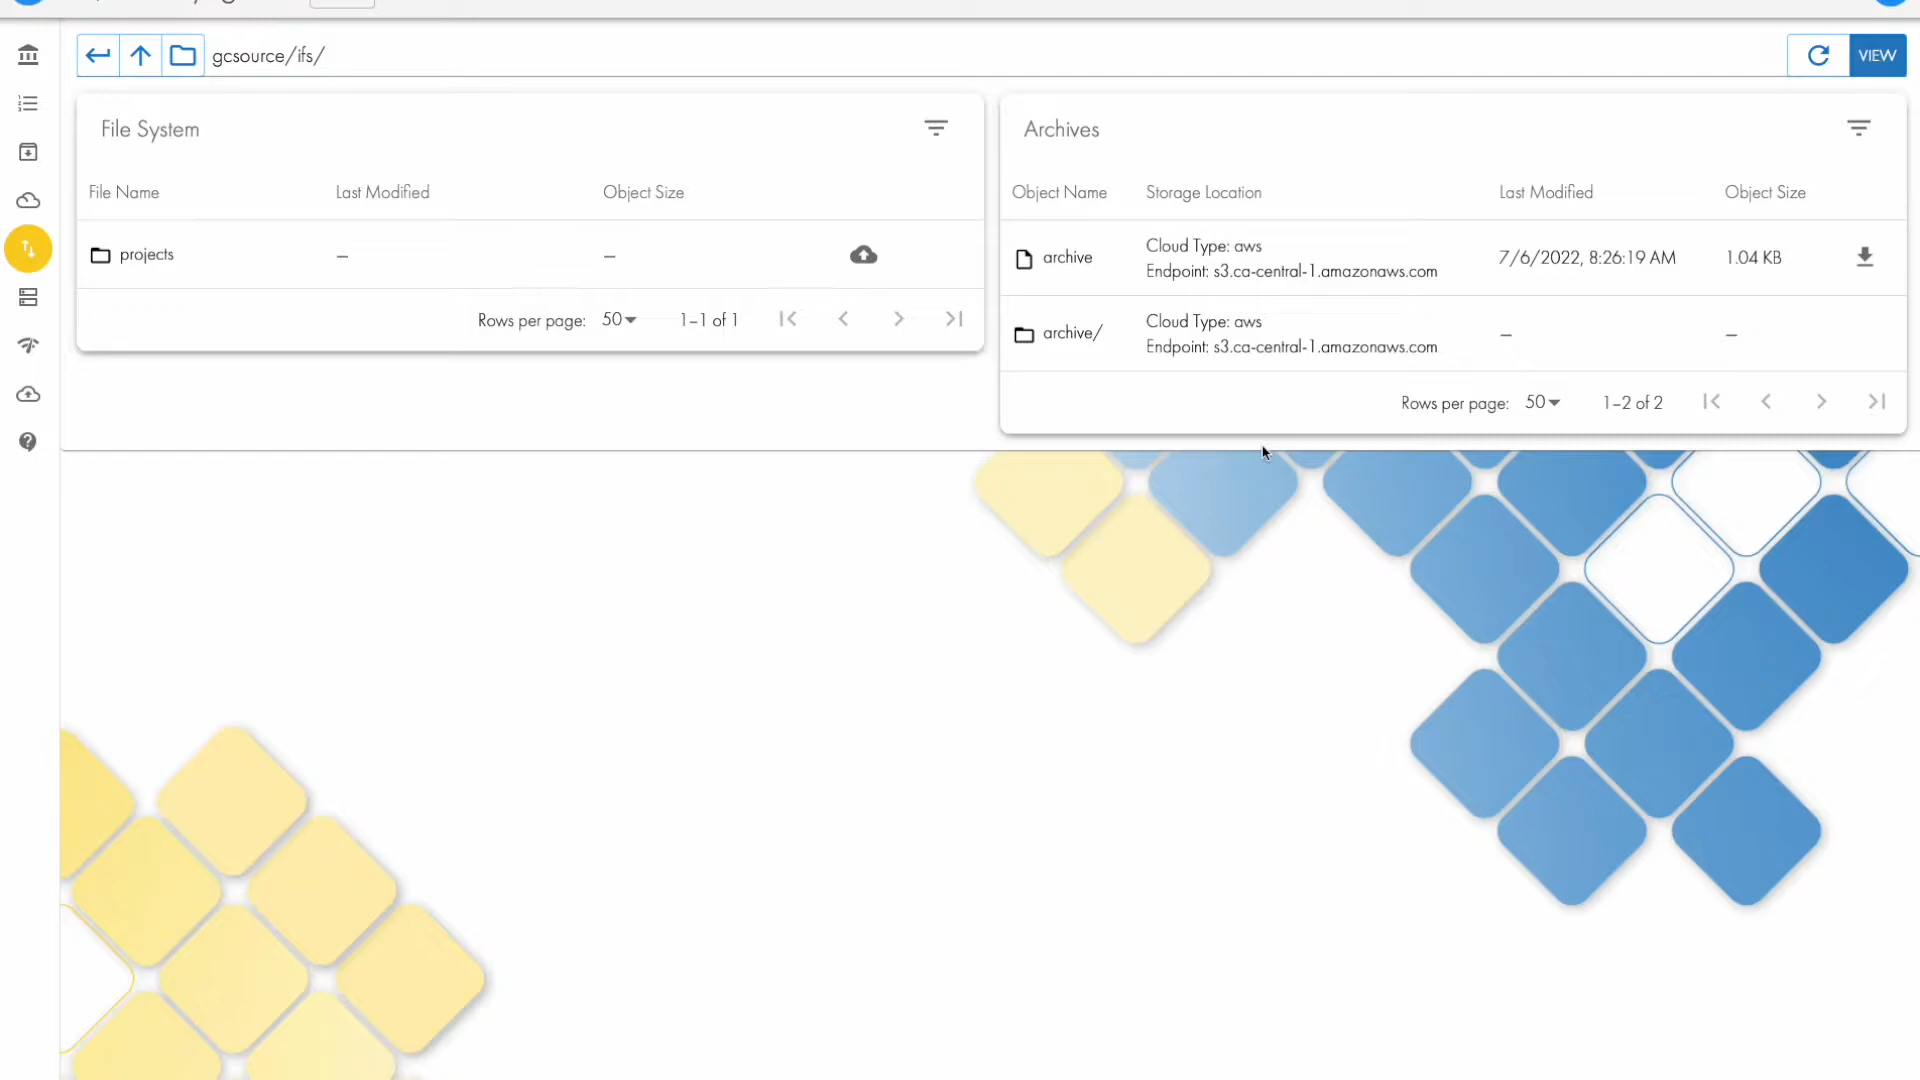 gcsource/ifs/
VIEW
File System
File Name Last Modified Object Size
projects – –
Rows per page: 50 1–1 of 1
Archives
Object Name Storage Location Last Modified Object Size
archive Cloud Type: aws 7/6/2022, 8:26:19 AM 1.04 KB
Endpoint: s3.ca-central-1.amazonaws.com
archive/ Cloud Type: aws – –
Endpoint: s3.ca-central-1.amazonaws.com
Rows per page: 50 1–2 of 2